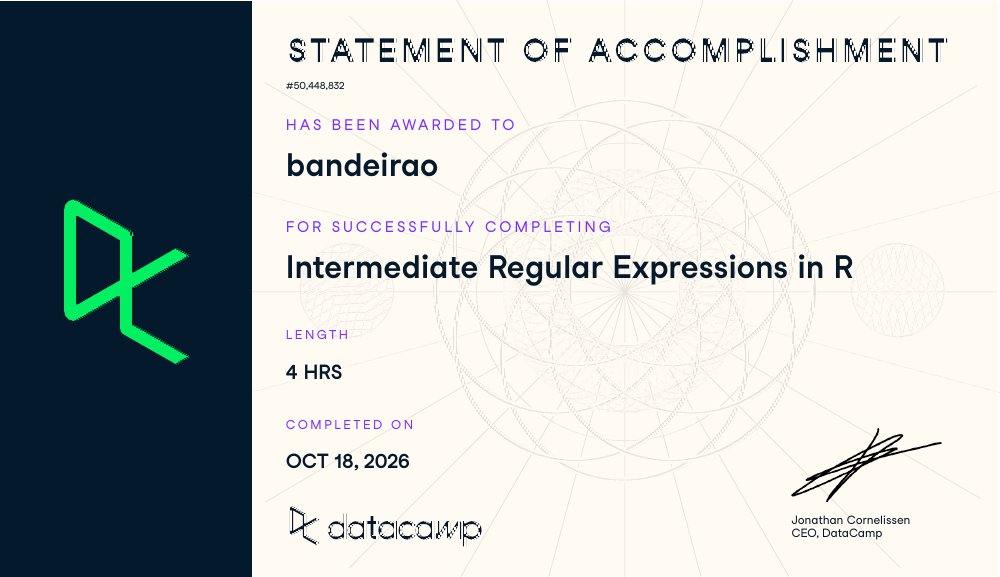 STATEMENT OF ACCOMPLISHMENT
#50,448,832
HAS BEEN AWARDED TO
bandeirao
FOR SUCCESSFULLY COMPLETING
Intermediate Regular Expressions in R
LENGTH
4 HRS
COMPLETED ON
OCT 18, 2026
datacamp
Jonathan Cornelissen
CEO, DataCamp